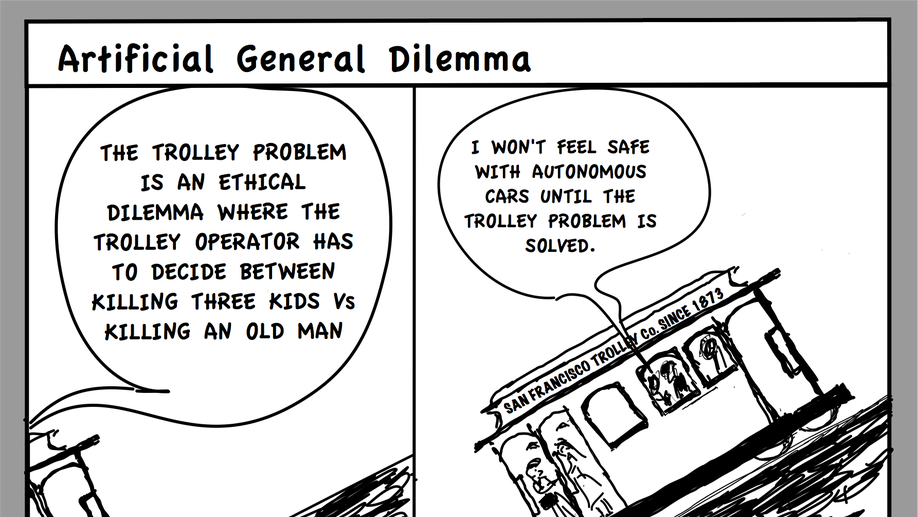 Artificial General Dilemma
THE TROLLEY PROBLEM
IS AN ETHICAL
DILEMMA WHERE THE
TROLLEY OPERATOR HAS
TO DECIDE BETWEEN
KILLING THREE KIDS Vs
KILLING AN OLD MAN
I WON'T FEEL SAFE
WITH AUTONOMOUS
CARS UNTIL THE
TROLLEY PROBLEM IS
SOLVED.
SAN FRANCISCO TROLLEY Co. SINCE 1873